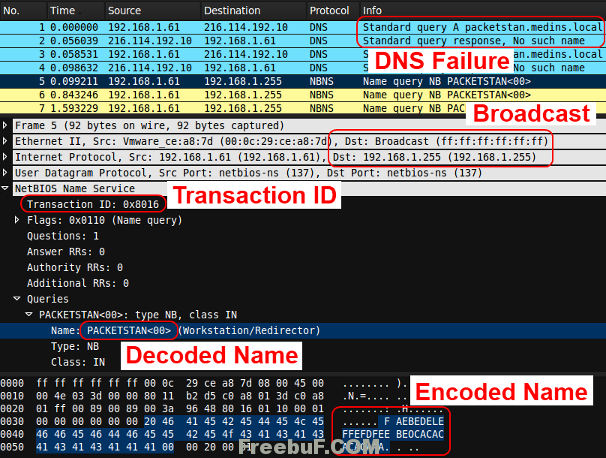 No. Time Source Destination Protocol Info
1 0.000000 192.168.1.61 216.114.192.10 DNS Standard query A packetstan.medins.local
2 0.056039 192.168.1.61 216.114.192.10 DNS Standard query response, No such name
3 0.058531 192.168.1.61 216.114.192.10 DNS medins.local
4 0.098632 192.168.1.61 216.114.192.10 DNS such name
DNS Failure
5 0.099211 192.168.1.61 192.168.1.255 NBNS Name query NB PACKETSTAN<00>
6 0.843246 192.168.1.61 192.168.1.255 NBNS Name query NB PACKETSTAN<00>
7 1.593229 192.168.1.61 192.168.1.255 NBNS Name query NB
Broadcast
Frame 5 (92 bytes on wire, 92 bytes captured)
Ethernet II, Src: Vmware_ce:a8:7d (00:0c:29:ce:a8:7d), Dst: Broadcast (ff:ff:ff:ff:ff:ff)
Internet Protocol, Src: 192.168.1.61 (192.168.1.61), Dst: 192.168.1.255 (192.168.1.255)
User Datagram Protocol, Src Port: netbios-ns (137), Dst Port: netbios-ns (137)
NetBIOS Name Service
Transaction ID: 0x8016
Transaction ID
Flags: 0x0110 (Name query)
Questions: 1
Answer RRs: 0
Authority RRs: 0
Additional RRs: 0
Queries
PACKETSTAN<00>: type NB, class IN
Name: PACKETSTAN<00> (Workstation/Redirector)
Type: NB
Decoded Name
Class: IN
0000 ff ff ff ff ff ff 00 0c 29 ce a8 7d 08 00 45 00 ........ )..}..E.
Encoded Name
0010 00 4e 03 3d 00 00 80 11 b2 d5 c0 a8 01 3d c0 a8 .N.=....
0020 01 ff 00 89 00 89 00 3a 96 48 80 16 01 10 00 01
0030 00 00 00 00 00 00 20 46 41 45 42 45 44 45 4c 45 ...... F AEBEDELE
0040 46 46 45 46 44 46 45 45 42 45 4f 43 41 43 41 43 FFEFDFEE BEOCACAC
0050 41 43 41 43 41 41 41 00 00 20 00 01
FreebuF.COM